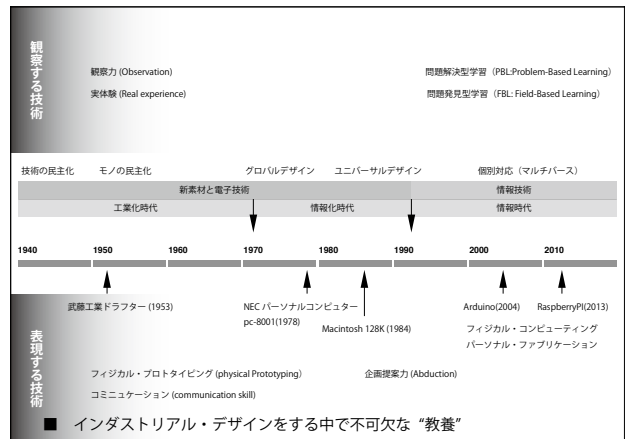 観察する技術
観察力 (Observation)
実体験 (Real experience)
問題解決型学習 (PBL:Problem-Based Learning)
問題発見型学習 (FBL: Field-Based Learning)
技術の民主化 モノの民主化 グロバルデザイン ユニバーサルデザイン 個別対応（マルチバース）
新素材と電子技術 情報技術
工業化時代 情報化時代 情報時代
1940 1950 1960 1970 1980 1990 2000 2010
武藤工業ドラフター (1953)
NEC パーソナルコンピュター
pc-8001(1978)
Macintosh 128K (1984)
Arduino(2004) RaspberryPI(2013)
フィジカル・コンピューティング
パーソナル・ファブリケーション
表現する技術
フィジカル・プロトタイピング (physical Prototyping)
企画提案力 (Abduction)
コミニュケーション (communication skill)
■ インダストリアル・デザインをする中で不可欠な “教養”